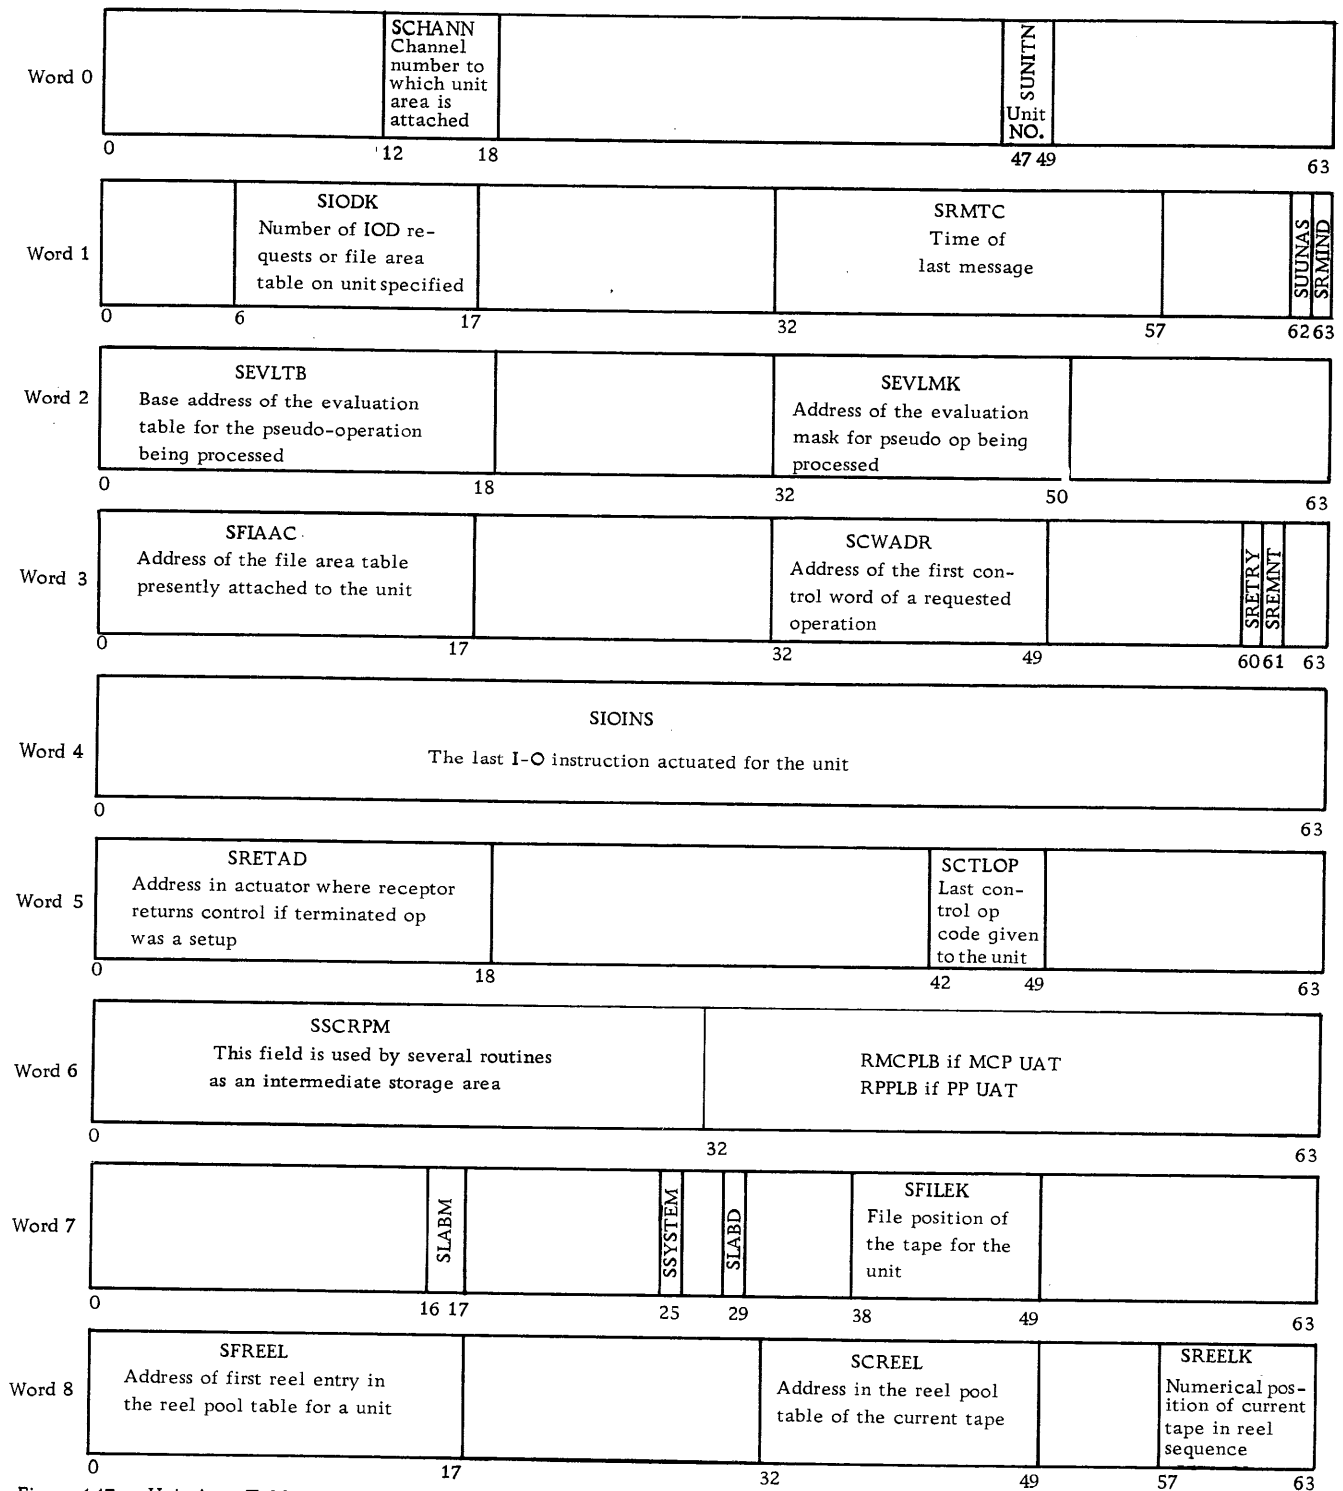 Word 0
SCHANN
Channel
number to
which unit
area is
attached
SUNITN
Unit
NO.
0 12 18 47 49 63
Word 1
SIODK
Number of IOD re-
quests or file area
table on unit specified
SRMTC
Time of
last message
SUUNAS
SRMIND
0 6 17 32 57 62 63
Word 2
SEVLTB
Base address of the evaluation
table for the pseudo-operation
being processed
SEVLMK
Address of the evaluation
mask for pseudo op being
processed
0 18 32 50 63
Word 3
SFIAAC
Address of the file area table
presently attached to the unit
SCWADR
Address of the first con-
trol word of a requested
operation
SRETRY
SREMNT
0 17 32 49 60 61 63
Word 4
SIOINS
The last I-O instruction actuated for the unit
0 63
Word 5
SRETAD
Address in actuator where receptor
returns control if terminated op
was a setup
SCTLOP
Last con-
trol op
code given
to the unit
0 18 42 49 63
Word 6
SSCRPM
This field is used by several routines
as an intermediate storage area
RMCPLB if MCP UAT
RPPLB if PP UAT
0 32 63
Word 7
SLABM
SSYSTEM
SLABD
SFILEK
File position of
the tape for the
unit
0 16 17 25 29 38 49 63
Word 8
SFREEL
Address of first reel entry in
the reel pool table for a unit
SCREEL
Address in the reel pool
table of the current tape
SREELK
Numerical pos-
ition of current
tape in reel
sequence
0 17 32 49 57 63